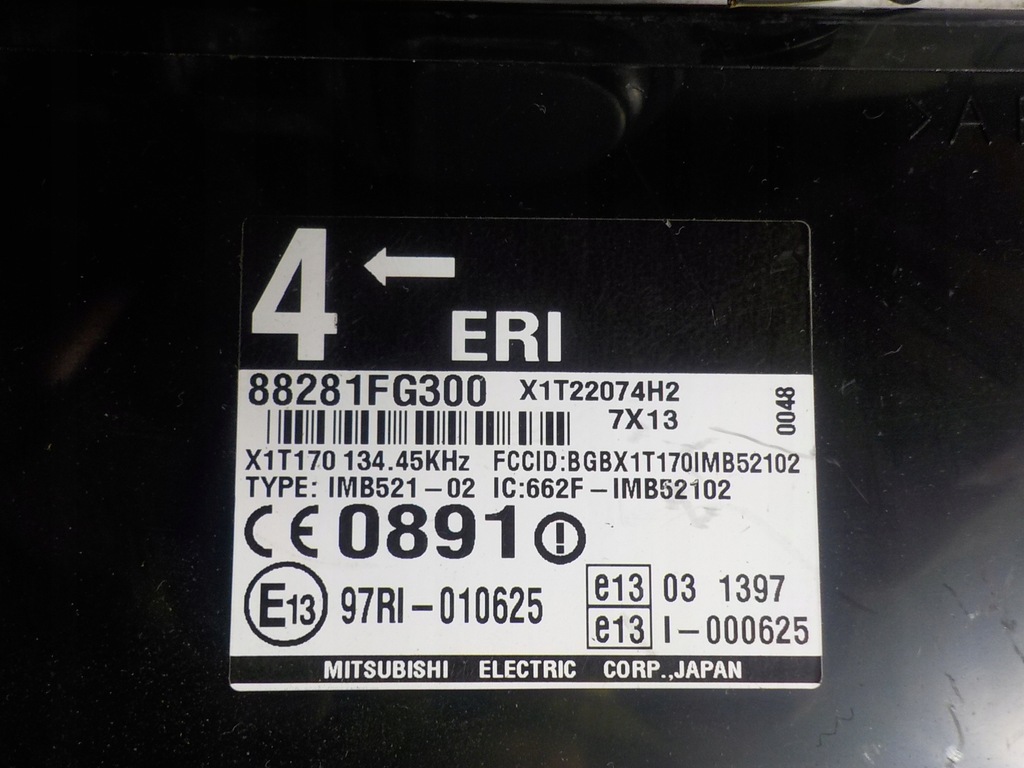 4 ←
ERI
88281FG300 X1T22074H2
7X13
0048
X1T170 134.45KHz FCCID:BGBX1T170IMB52102
TYPE: IMB521-02 IC:662F-IMB52102
CE 0891
E13 97RI-010625
e13 03 1397
e13 I-000625
MITSUBISHI ELECTRIC CORP.,JAPAN
>A